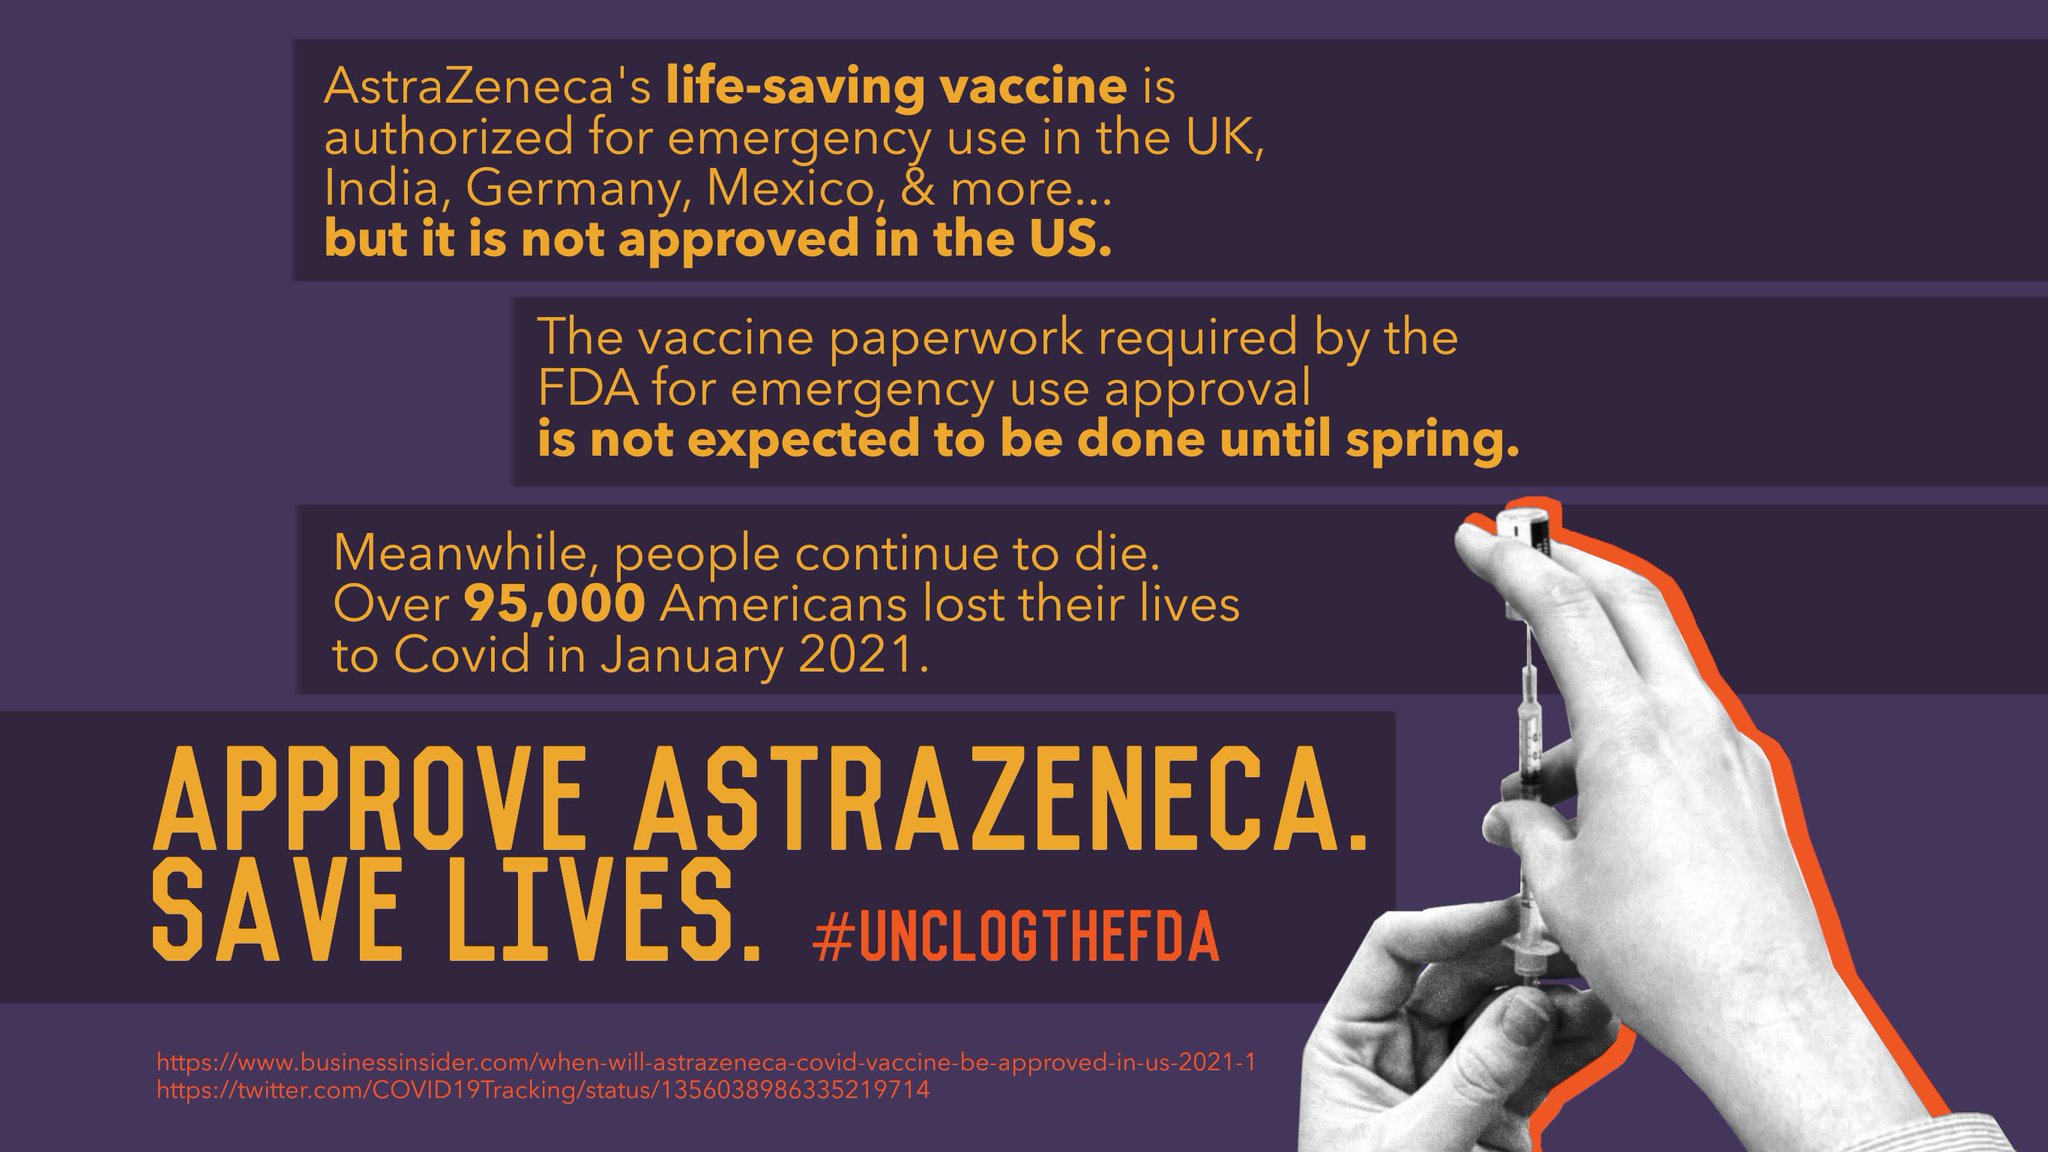 AstraZeneca's life-saving vaccine is
authorized for emergency use in the UK,
India, Germany, Mexico, & more...
but it is not approved in the US.
The vaccine paperwork required by the
FDA for emergency use approval
is not expected to be done until spring.
Meanwhile, people continue to die.
Over 95,000 Americans lost their lives
to Covid in January 2021.
APPROVE ASTRAZENECA.
SAVE LIVES. #UNCLOGTHEFDA
https://www.businessinsider.com/when-will-astrazeneca-covid-vaccine-be-approved-in-us-2021-1
https://twitter.com/COVID19Tracking/status/1356038986335219714